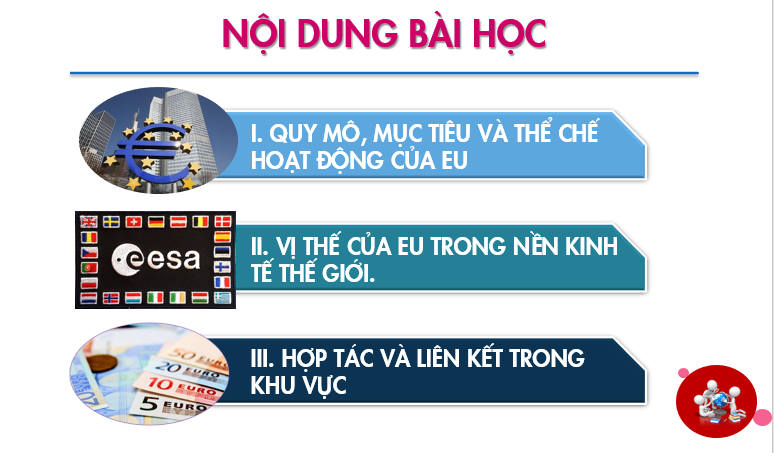 NỘI DUNG BÀI HỌC
I. QUY MÔ, MỤC TIÊU VÀ THỂ CHẾ
HOẠT ĐỘNG CỦA EU
esa
II. VỊ THẾ CỦA EU TRONG NỀN KINH
TẾ THẾ GIỚI.
50 EURO
20 EURO
10 EURO
5 EURO
III. HỢP TÁC VÀ LIÊN KẾT TRONG
KHU VỰC